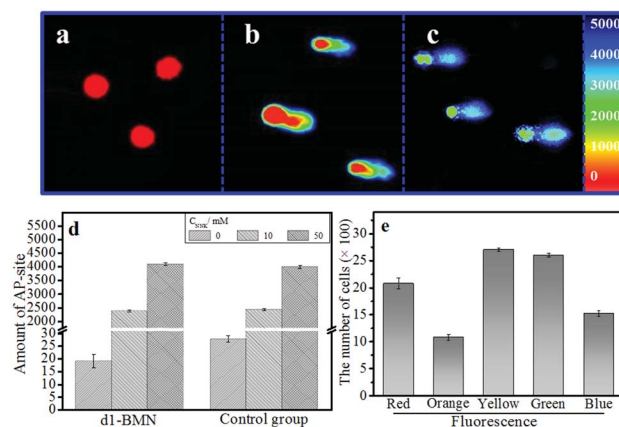 a
b
c
5000
4000
3000
2000
1000
0
d
C_NNK/ mM
0 10 50
Amount of AP-site
5500
5000
4500
4000
3500
3000
2500
2000
30
25
20
15
10
5
0
d1-BMN Control group
e
The number of cells (× 100)
30
25
20
15
10
5
0
Red Orange Yellow Green Blue
Fluorescence